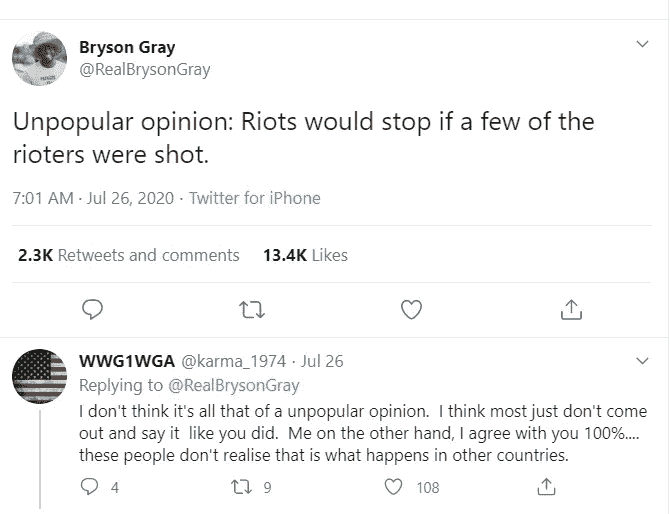 Bryson Gray
@RealBrysonGray
Unpopular opinion: Riots would stop if a few of the
rioters were shot.
7:01 AM · Jul 26, 2020 · Twitter for iPhone
2.3K Retweets and comments 13.4K Likes
WWG1WGA @karma_1974 · Jul 26
Replying to @RealBrysonGray
I don't think it's all that of a unpopular opinion.  I think most just don't come
out and say it  like you did.  Me on the other hand, I agree with you 100%....
these people don't realise that is what happens in other countries.
4 9 108